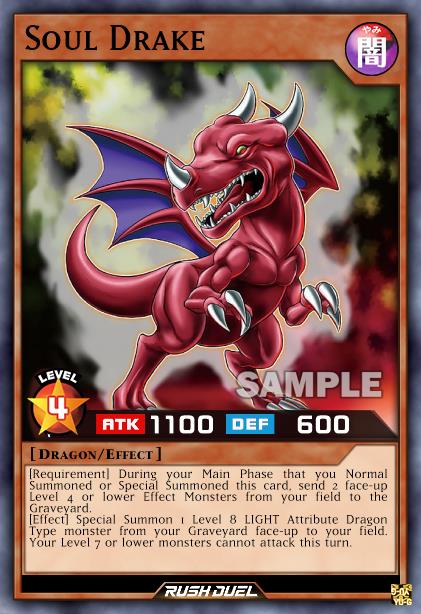 Soul Drake
やみ
闇
SAMPLE
LEVEL
4
ATK 1100 DEF 600
[Dragon/Effect]
[Requirement] During your Main Phase that you Normal
Summoned or Special Summoned this card, send 2 face-up
Level 4 or lower Effect Monsters from your field to the
Graveyard.
[Effect] Special Summon 1 Level 8 LIGHT Attribute Dragon
Type monster from your Graveyard face-up to your field.
Your Level 7 or lower monsters cannot attack this turn.
RUSH DUEL